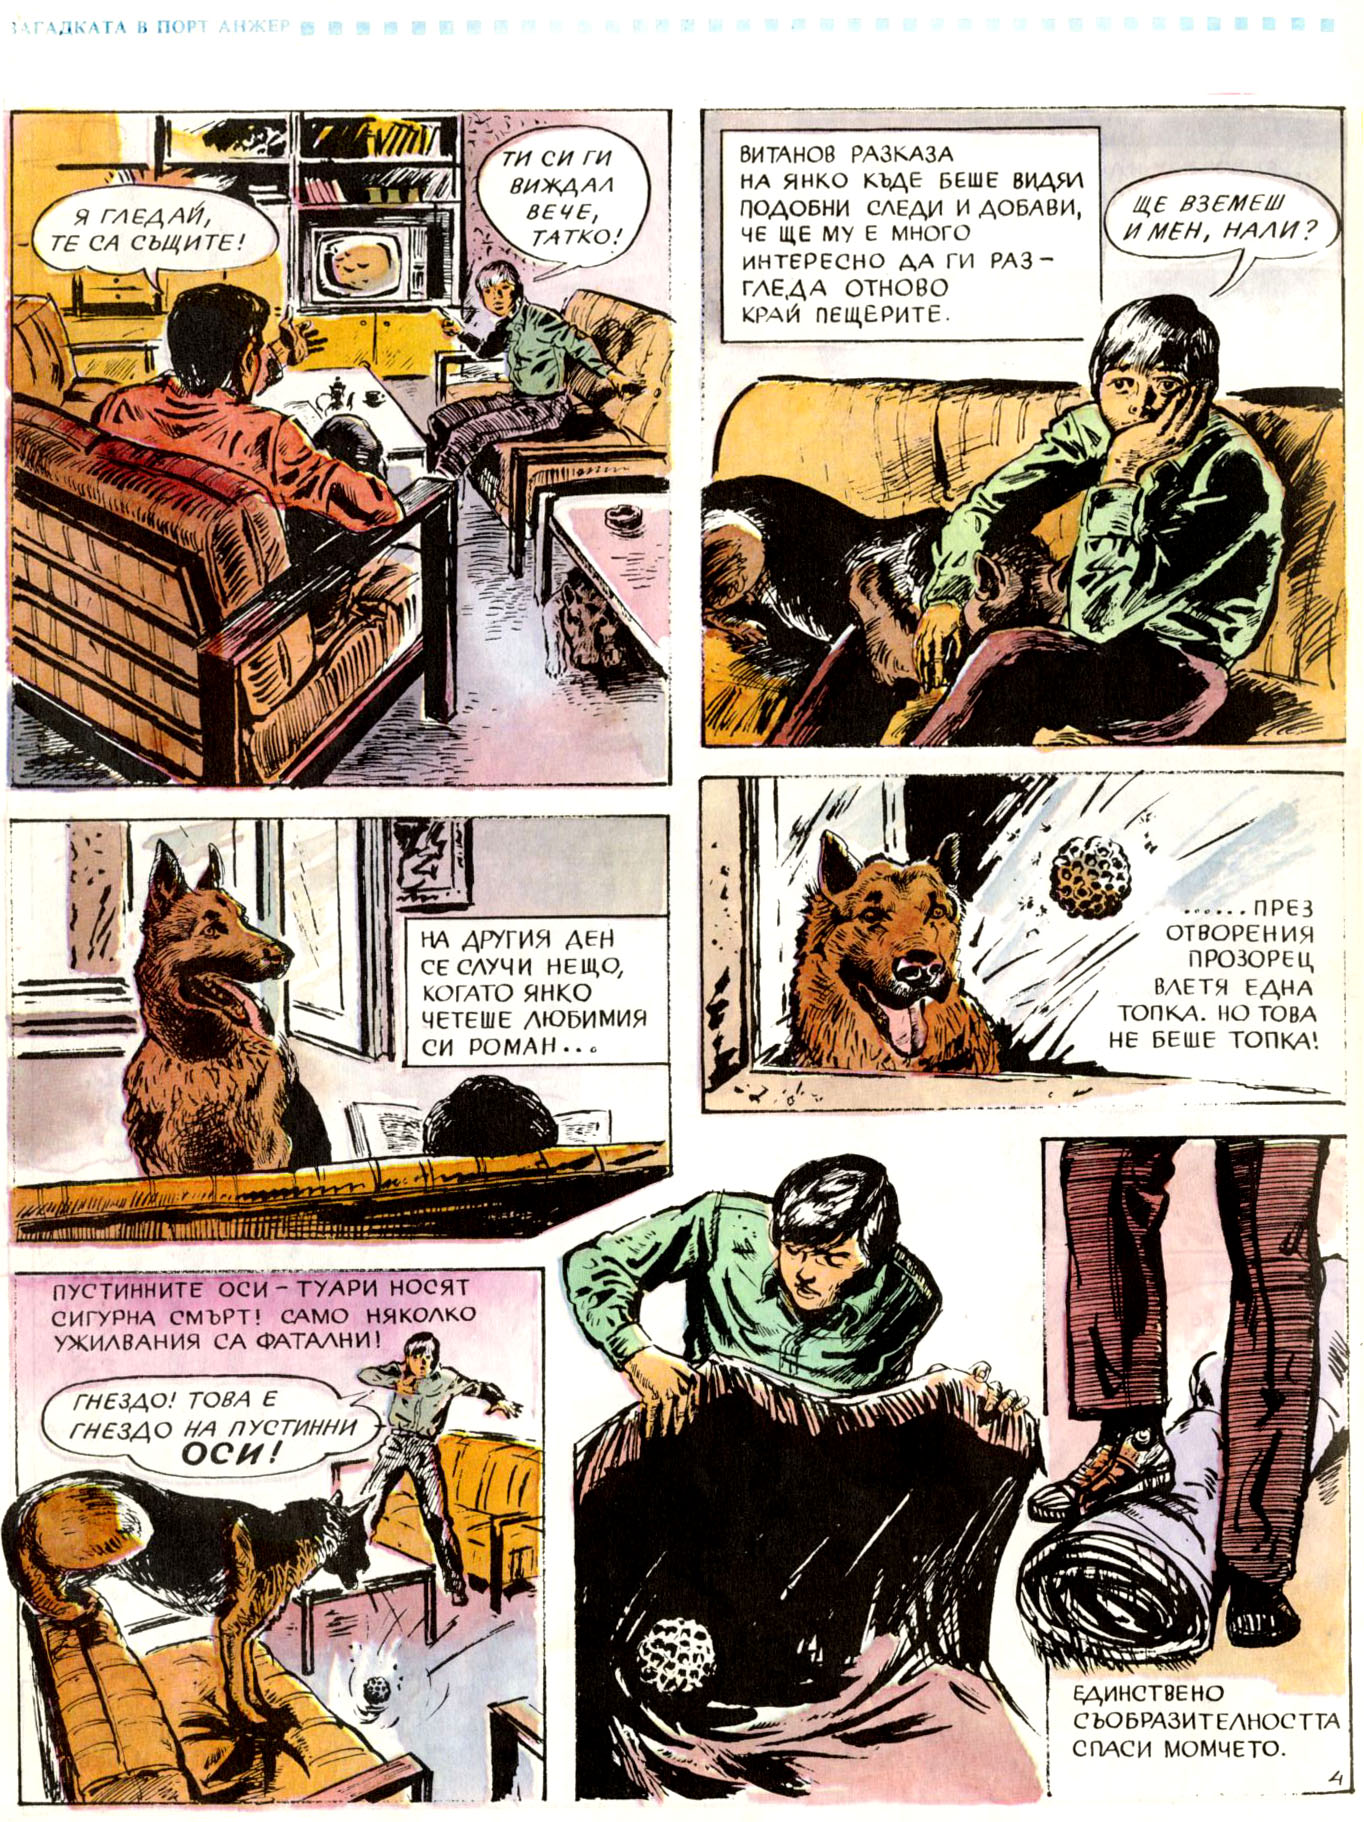 ЗАГАДКАТА В ПОРТ АНЖЕР
Я ГЛЕДАЙ,
ТЕ СА СЪЩИТЕ!
ТИ СИ ГИ
ВИЖДАЛ
ВЕЧЕ,
ТАТКО!
ВИТАНОВ РАЗКАЗА
НА ЯНКО КЪДЕ БЕШЕ ВИДЯЛ
ПОДОБНИ СЛЕДИ И ДОБАВИ,
ЧЕ ЩЕ МУ Е МНОГО
ИНТЕРЕСНО ДА ГИ РАЗ-
ГЛЕДА ОТНОВО
КРАЙ ПЕЩЕРИТЕ.
ЩЕ ВЗЕМЕШ
И МЕН, НАЛИ?
НА ДРУГИЯ ДЕН
СЕ СЛУЧИ НЕЩО,
КОГАТО ЯНКО
ЧЕТЕШЕ ЛЮБИМИЯ
СИ РОМАН...
.......ПРЕЗ
ОТВОРЕНИЯ
ПРОЗОРЕЦ
ВЛЕТЯ ЕДНА
ТОПКА. НО ТОВА
НЕ БЕШЕ ТОПКА!
ПУСТИННИТЕ ОСИ - ТУАРИ НОСЯТ
СИГУРНА СМЪРТ! САМО НЯКОЛКО
УЖИЛВАНИЯ СА ФАТАЛНИ!
ГНЕЗДО! ТОВА Е
ГНЕЗДО НА ПУСТИННИ
ОСИ!
ЕДИНСТВЕНО
СЪОБРАЗИТЕЛНОСТТА
СПАСИ МОМЧЕТО.
4